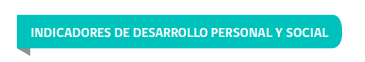 INDICADORES DE DESARROLLO PERSONAL Y SOCIAL